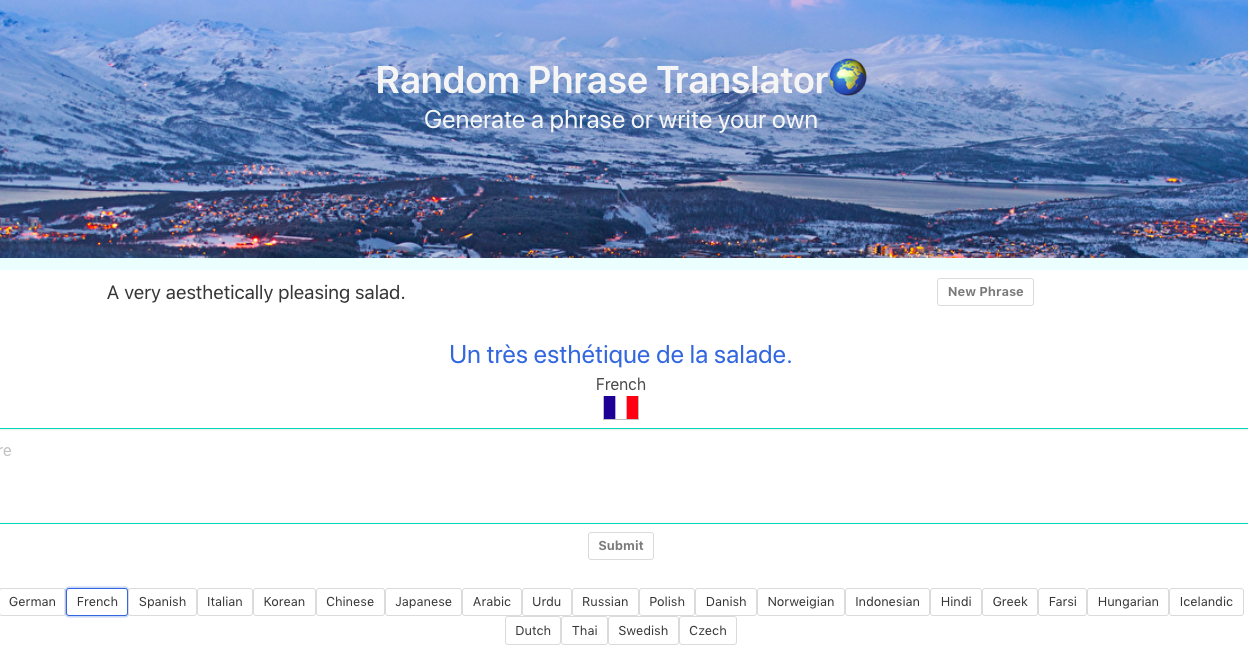 Random Phrase Translator🌍
Generate a phrase or write your own
A very aesthetically pleasing salad.
New Phrase
Un très esthétique de la salade.
French
re
Submit
German French Spanish Italian Korean Chinese Japanese Arabic Urdu Russian Polish Danish Norweigian Indonesian Hindi Greek Farsi Hungarian Icelandic
Dutch Thai Swedish Czech